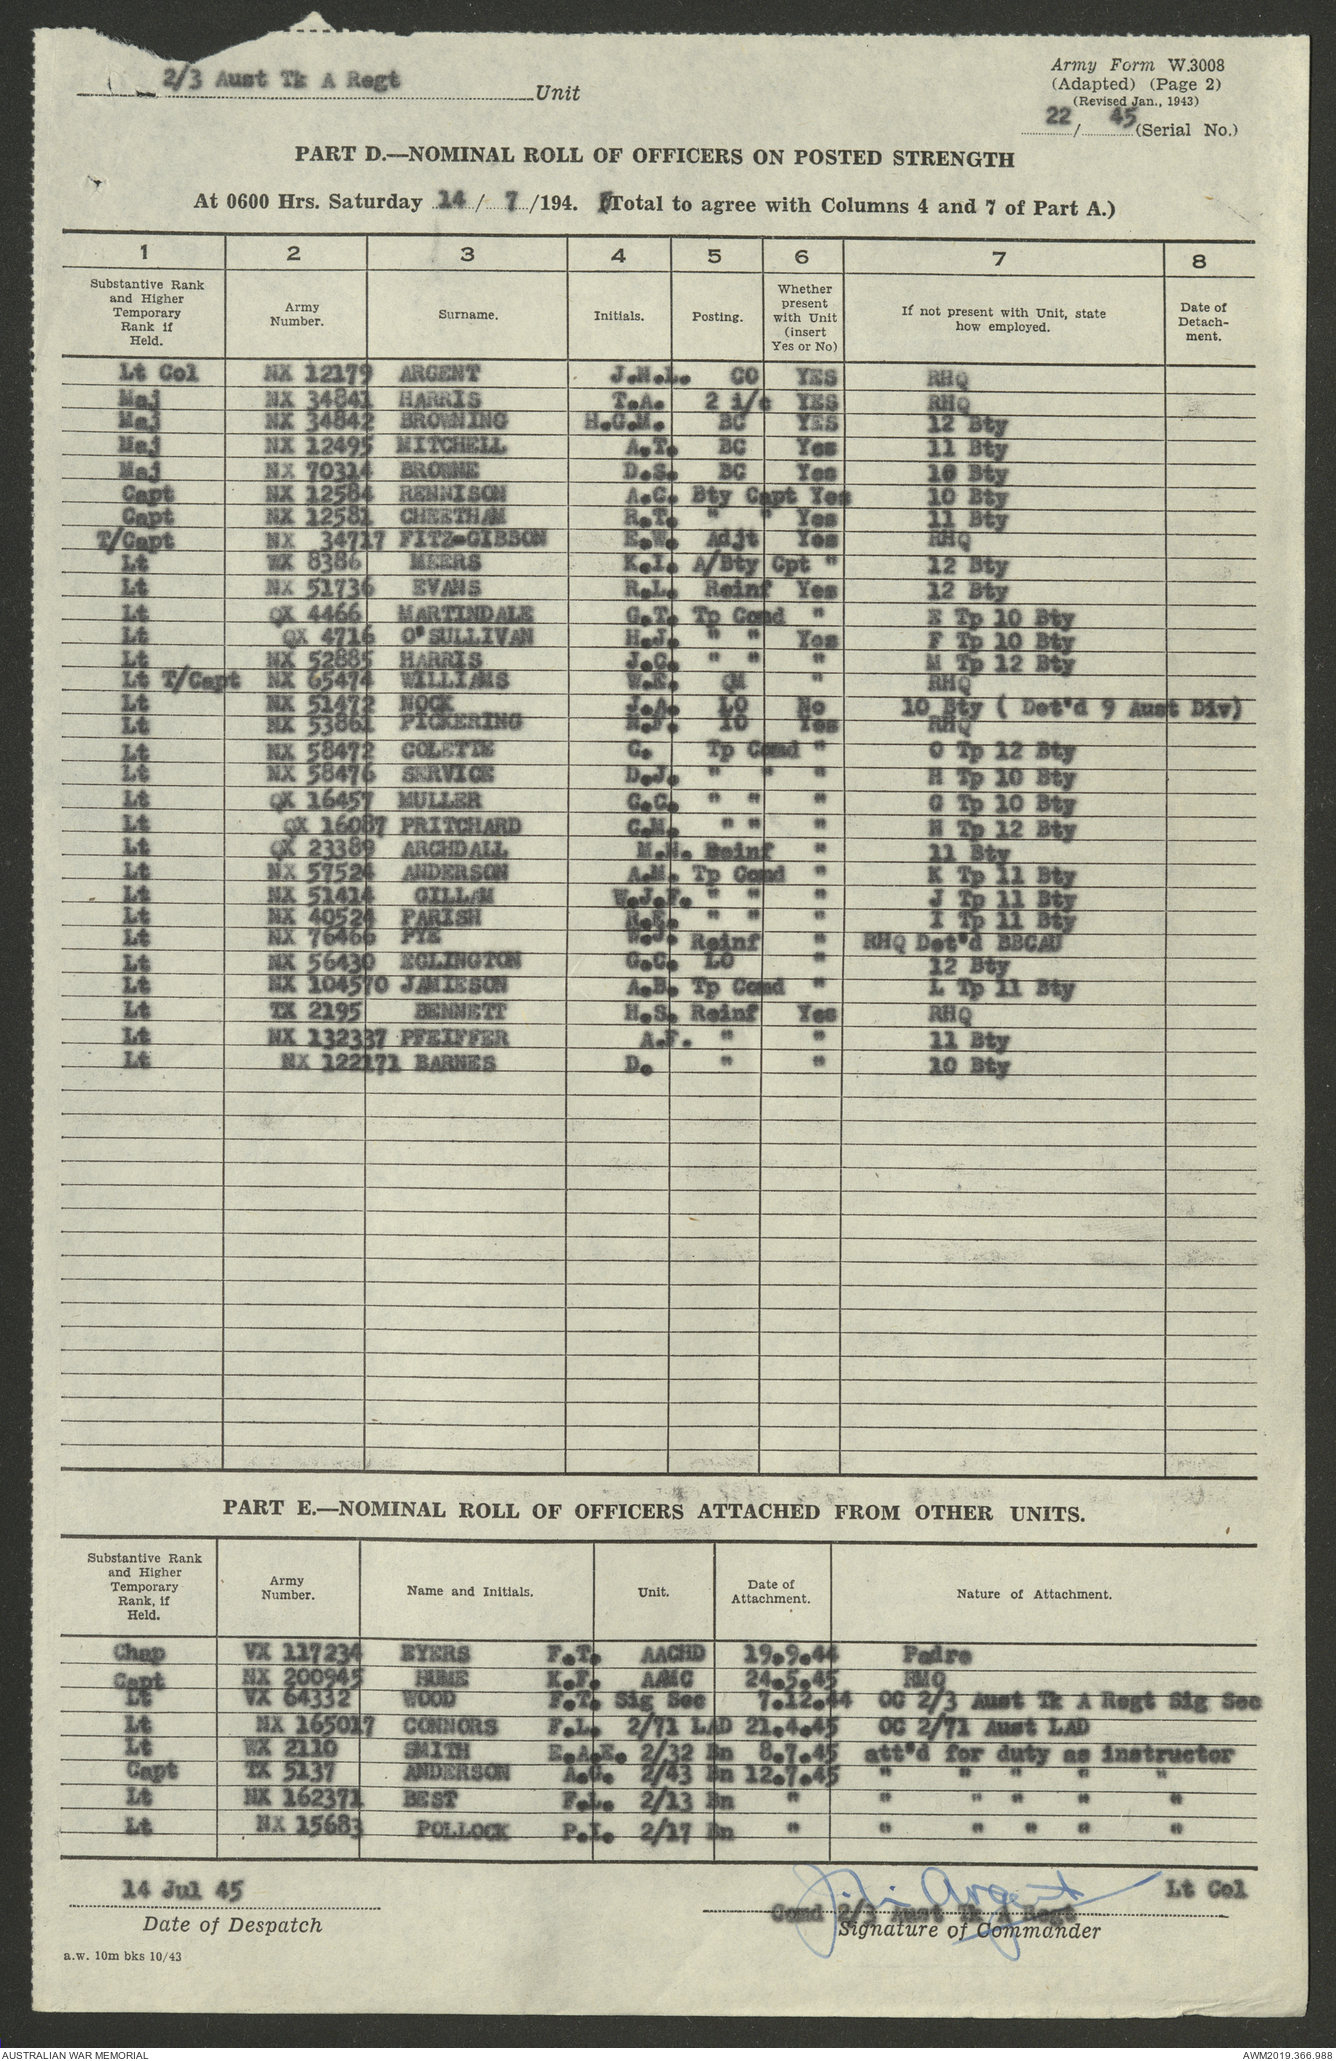 2/3 Aust Tk A Regt Unit
Army Form W.3008
(Adapted) (Page 2)
(Revised Jan., 1943)
22 / 45 (Serial No.)
PART D.—NOMINAL ROLL OF OFFICERS ON POSTED STRENGTH
At 0600 Hrs. Saturday 14 / 7 /194. (Total to agree with Columns 4 and 7 of Part A.)
1 2 3 4 5 6 7 8
Substantive Rank and Higher Temporary Rank if Held. Army Number. Surname. Initials. Posting. Whether present with Unit (insert Yes or No) If not present with Unit, state how employed. Date of Detach-ment.
Lt Col NX 12179 ARGENT J.N.L. CO YES RHQ
Maj NX 34841 HARRIS T.A. 2 i/c YES RHQ
Maj NX 34842 BROWNING H.G.M. BC YES 12 Bty
Maj NX 12495 MITCHELL A.T. BC Yes 11 Bty
Maj NX 70314 BROWNE D.S. BC Yes 10 Bty
Capt NX 12584 RENNISON A.C. Bty Capt Yes 10 Bty
Capt NX 12581 CHEETHAM R.T. " " Yes 11 Bty
T/Capt NX 34717 FITZ-GIBSON E.W. Adjt Yes RHQ
Lt WX 8386 MEERS K.I. A/Bty Cpt " 12 Bty
Lt NX 51736 EVANS R.L. Reinf Yes 12 Bty
Lt QX 4466 MARTINDALE G.T. Tp Comd " E Tp 10 Bty
Lt QX 4716 O'SULLIVAN H.J. " " Yes F Tp 10 Bty
Lt NX 52885 HARRIS J.C. " " " M Tp 12 Bty
Lt T/Capt NX 65474 WILLIAMS W.E. QM " RHQ
Lt NX 51472 NOCK J.A. LO No 10 Bty ( Det'd 9 Aust Div)
Lt NX 53861 PICKERING N.F. IO Yes RHQ
Lt NX 58472 COLETTE G. Tp Comd " O Tp 12 Bty
Lt NX 58476 SERVICE D.J. " " " H Tp 10 Bty
Lt QX 16457 MULLER C.C. " " " G Tp 10 Bty
Lt QX 16087 PRITCHARD C.M. " " " N Tp 12 Bty
Lt QX 23389 ARCHDALL M.N. Reinf " 11 Bty
Lt NX 57524 ANDERSON A.M. Tp Comd " K Tp 11 Bty
Lt NX 51414 GILLAM W.J.F. " " " J Tp 11 Bty
Lt NX 40524 PARISH R.E. " " " I Tp 11 Bty
Lt NX 76466 PYE W.J. Reinf " RHQ Det'd BBCAU
Lt NX 56430 EGLINGTON G.C. LO " 12 Bty
Lt NX 104570 JAMIESON A.B. Tp Comd " L Tp 11 Bty
Lt TX 2195 BENNETT H.S. Reinf Yes RHQ
Lt NX 132337 PFEIFFER A.F. " " 11 Bty
Lt NX 122171 BARNES D. " " 10 Bty
PART E.—NOMINAL ROLL OF OFFICERS ATTACHED FROM OTHER UNITS.
Substantive Rank and Higher Temporary Rank, if Held. Army Number. Name and Initials. Unit. Date of Attachment. Nature of Attachment.
Chap VX 117234 BYERS F.T. AACHD 19.9.44 Padre
Capt NX 200945 HUME K.F. AAMC 24.5.45 RMO
Lt VX 64332 WOOD F.T. Sig Sec 7.12.44 OC 2/3 Aust Tk A Regt Sig Sec
Lt NX 165017 CONNORS F.L. 2/71 LAD 21.4.45 OC 2/71 Aust LAD
Lt WX 2110 SMITH E.A.E. 2/32 Bn 8.7.45 att'd for duty as instructor
Capt TX 5137 ANDERSON A.G. 2/43 Bn 12.7.45 " " " " "
Lt NX 162371 BEST F.L. 2/13 Bn " " " " " "
Lt NX 15683 POLLOCK P.I. 2/17 Bn " " " " " "
14 Jul 45
Date of Despatch
J.N. Argent Lt Col
Comd 2/3 Aust Tk A Regt
Signature of Commander
a.w. 10m bks 10/43
AUSTRALIAN WAR MEMORIAL AWM2019.366.988